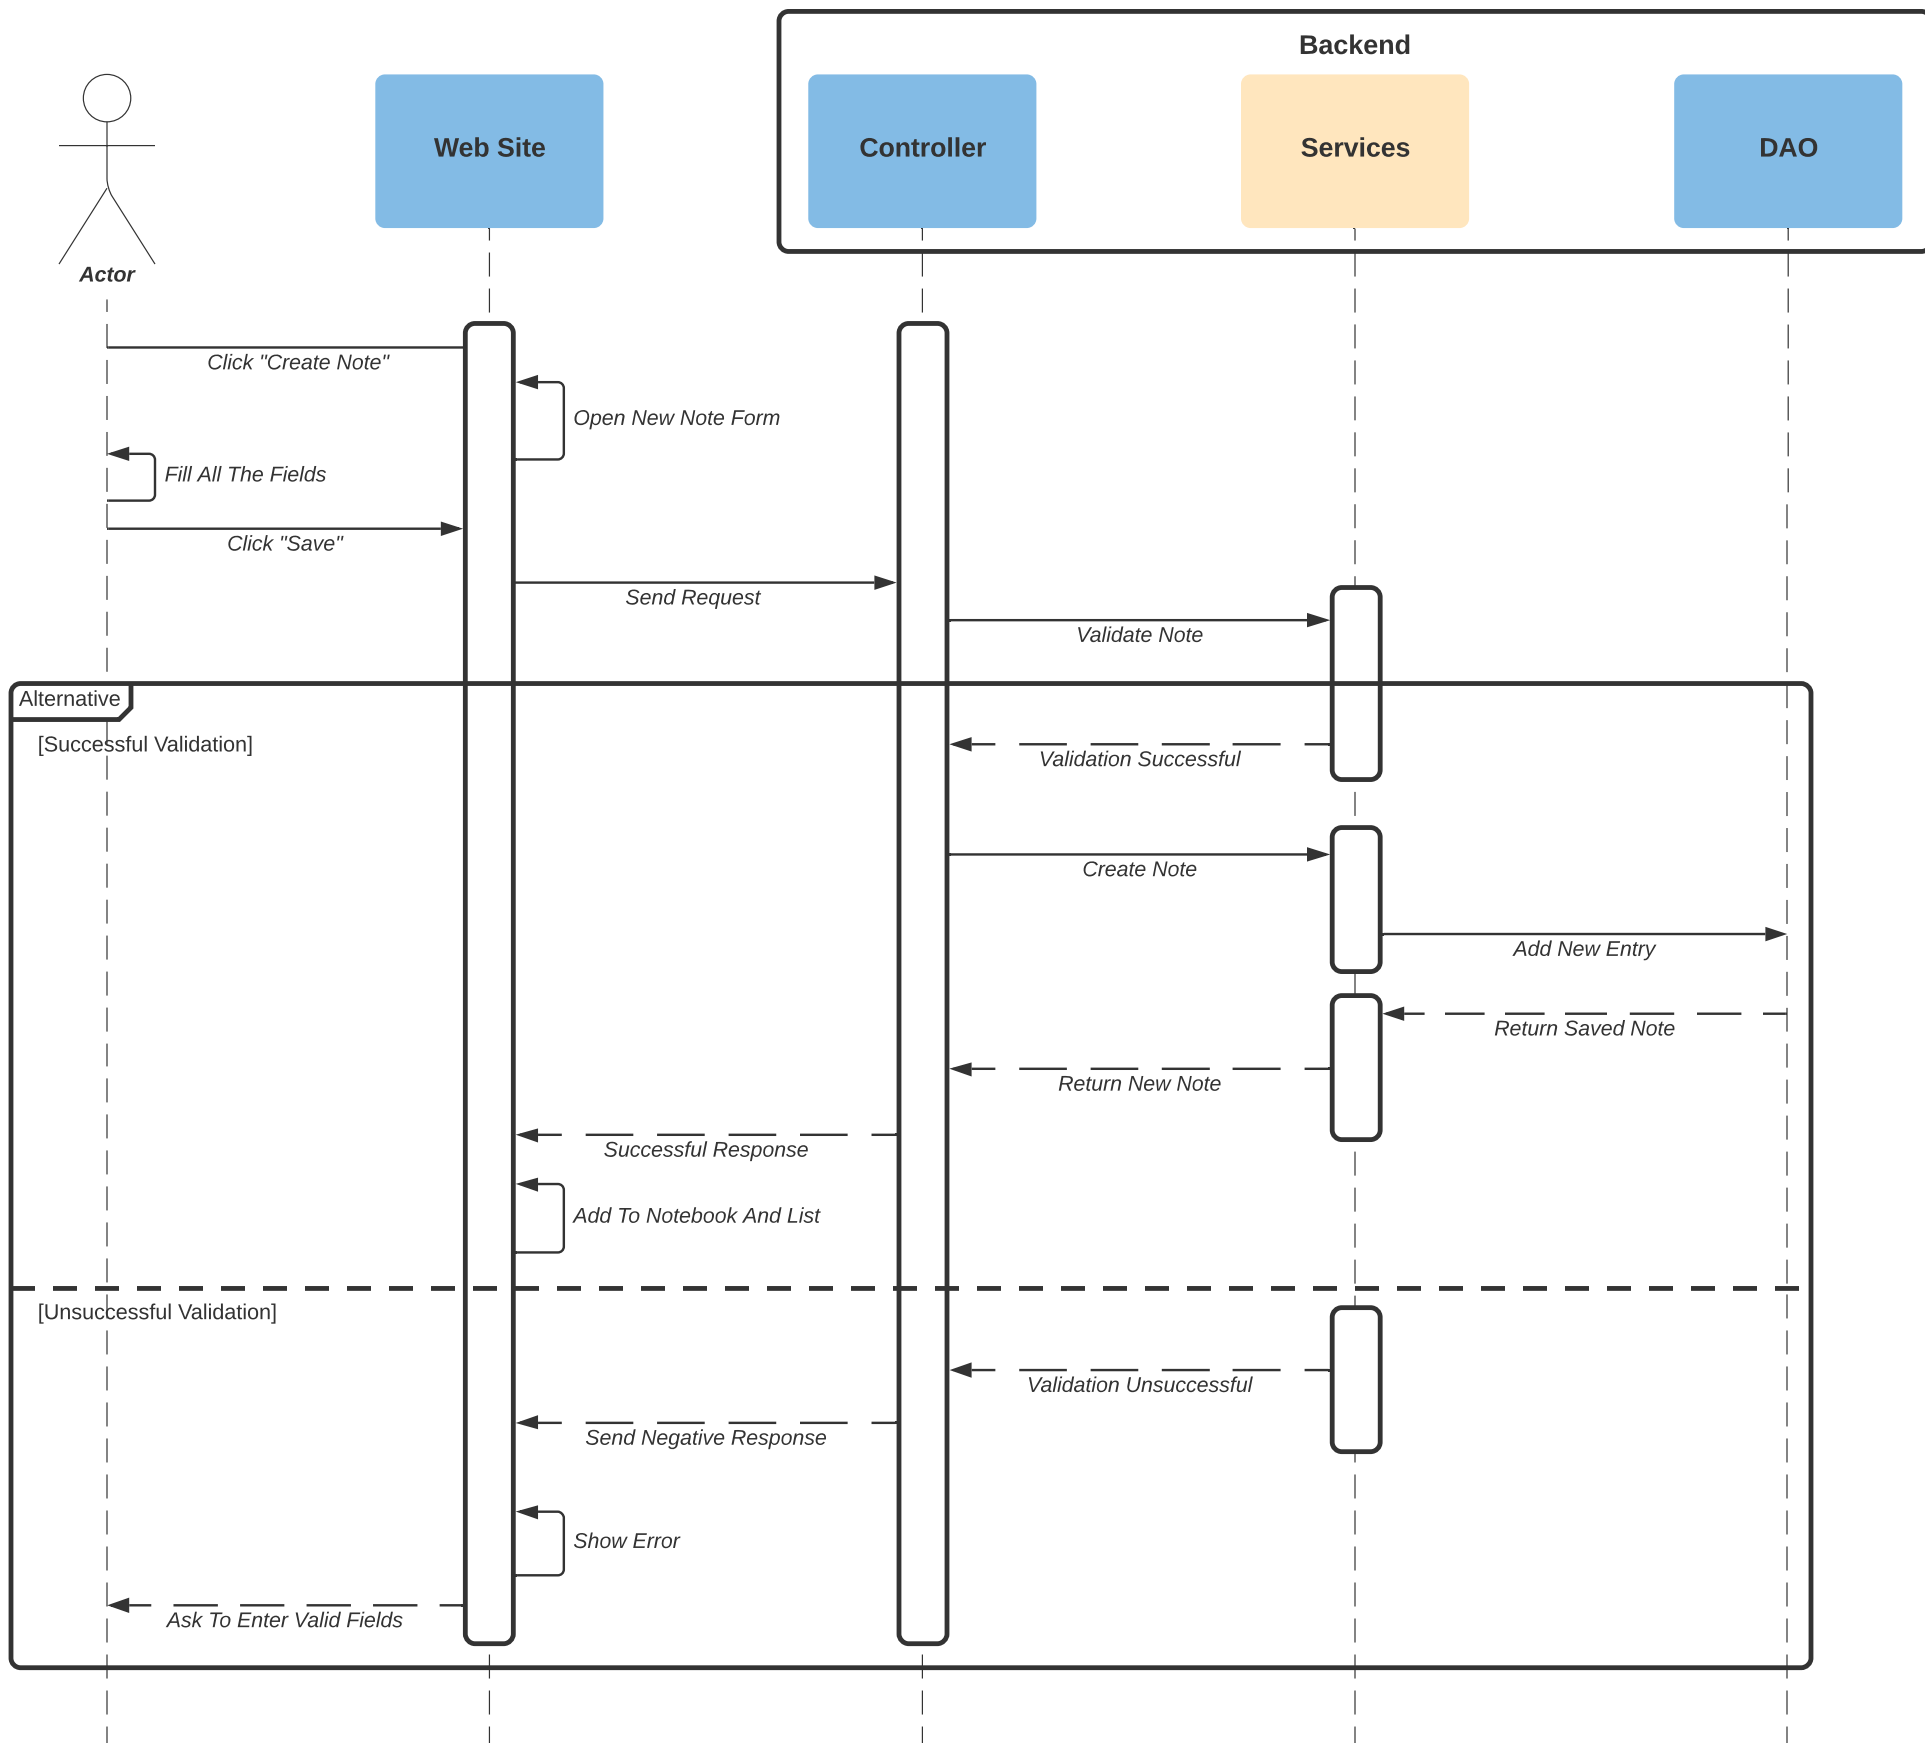 Backend
Web Site
Controller
Services
DAO
Actor
Click "Create Note"
Open New Note Form
Fill All The Fields
Click "Save"
Send Request
Validate Note
Alternative
[Successful Validation]
Validation Successful
Create Note
Add New Entry
Return Saved Note
Return New Note
Successful Response
Add To Notebook And List
[Unsuccessful Validation]
Validation Unsuccessful
Send Negative Response
Show Error
Ask To Enter Valid Fields